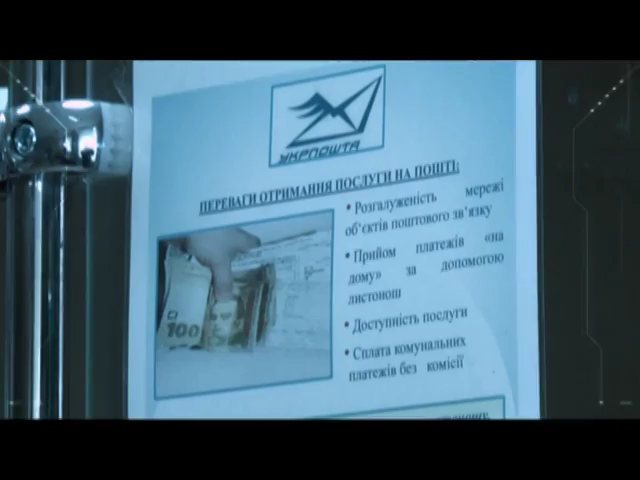 УКРПОШТА
ПЕРЕВАГИ ОТРИМАННЯ ПОСЛУГИ НА ПОШТІ:
• Розгалуженість мережі
об'єктів поштового зв'язку
• Прийом платежів «на
дому» за допомогою
листонош
• Доступність послуги
• Сплата комунальних
платежів без комісії
100